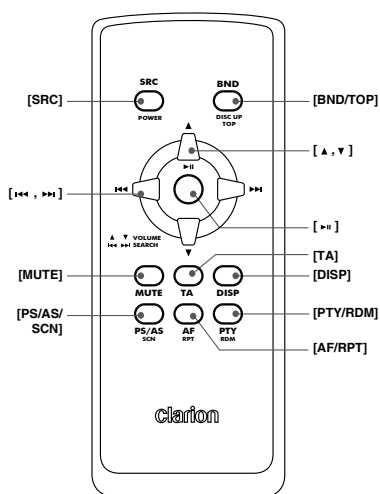 SRC
BND
[SRC]
[BND/TOP]
POWER
DISC UP
TOP
▲
[ ▲ , ▼ ]
►II
[ I◄◄ , ►►I ]
I◄◄
►►I
[ ►II ]
▲ ▼ VOLUME
I◄◄ ►►I SEARCH
▼
[TA]
[MUTE]
[DISP]
MUTE
TA
DISP
[PS/AS/
SCN]
[PTY/RDM]
PS/AS
AF
PTY
SCN
RPT
RDM
[AF/RPT]
clarion